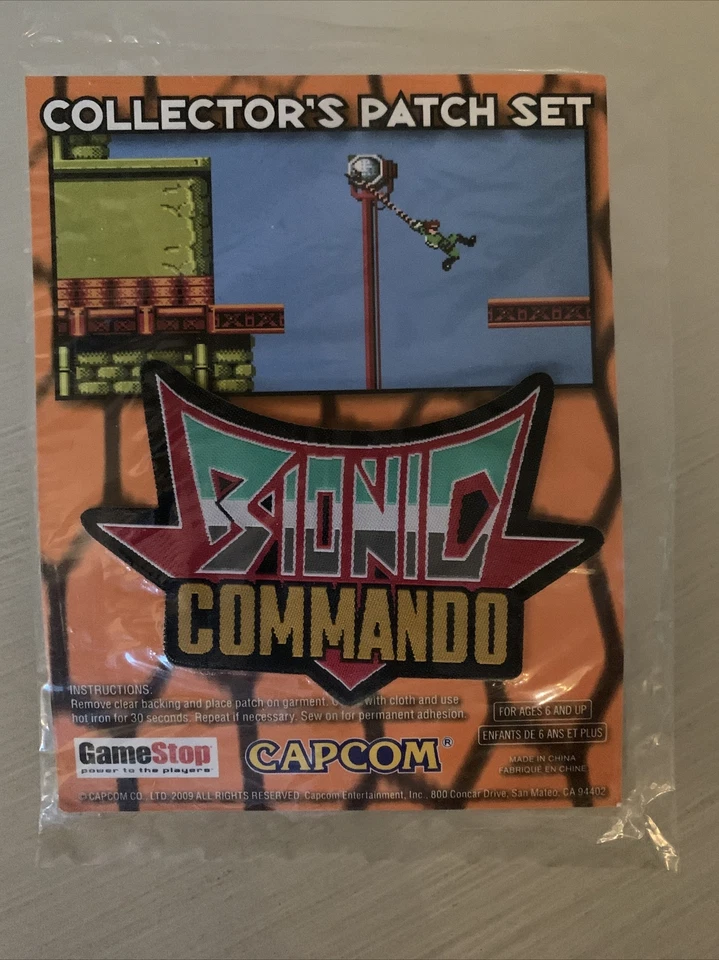 COLLECTOR'S PATCH SET
BIONIC
COMMANDO
INSTRUCTIONS:
Remove clear backing and place patch on garment. with cloth and use
hot iron for 30 seconds. Repeat if necessary. Sew on for permanent adhesion.
FOR AGES 6 AND UP
ENFANTS DE 6 ANS ET PLUS
GameStop
power to the players
CAPCOM®
MADE IN CHINA
FABRIQUÉ EN CHINE
© CAPCOM CO., LTD. 2009 ALL RIGHTS RESERVED. Capcom Entertainment, Inc., 800 Concar Drive, San Mateo, CA 94402